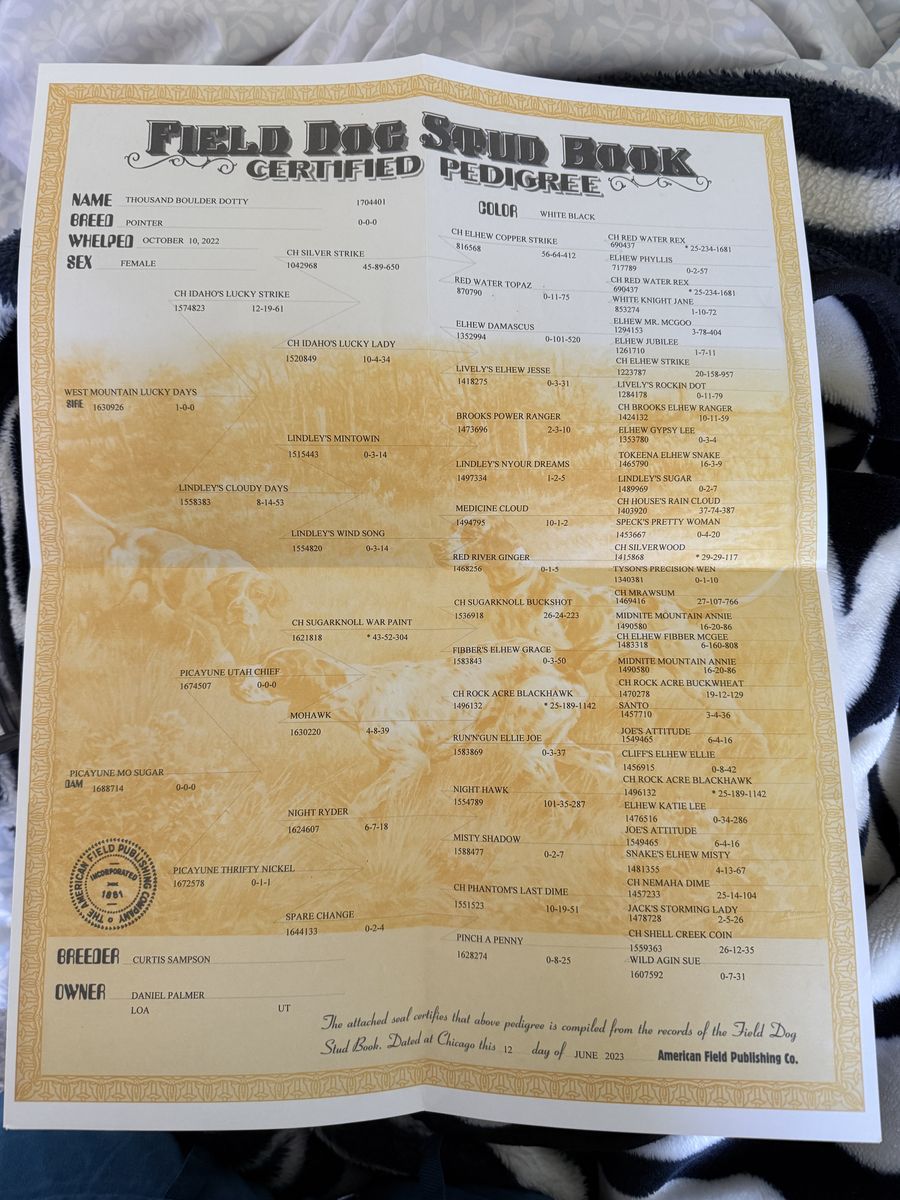 FIELD DOG STUD BOOK
CERTIFIED PEDIGREE
NAME THOUSAND BOULDER DOTTY 1704401
BREED POINTER 0-0-0
WHELPED OCTOBER 10, 2022
SEX FEMALE
COLOR WHITE BLACK
WEST MOUNTAIN LUCKY DAYS
SIRE 1630926 1-0-0
PICAYUNE MO SUGAR
DAM 1688714 0-0-0
CH IDAHO'S LUCKY STRIKE
1574823 12-19-61
LINDLEY'S CLOUDY DAYS
1558383 8-14-53
PICAYUNE UTAH CHIEF
1674507 0-0-0
PICAYUNE THRIFTY NICKEL
1672578 0-1-1
CH SILVER STRIKE
1042968 45-89-650
CH IDAHO'S LUCKY LADY
1520849 10-4-34
LINDLEY'S MINTOWIN
1515443 0-3-14
LINDLEY'S WIND SONG
1554820 0-3-14
CH SUGARKNOLL WAR PAINT
1621818 * 43-52-304
MOHAWK
1630220 4-8-39
NIGHT RYDER
1624607 6-7-18
SPARE CHANGE
1644133 0-2-4
CH ELHEW COPPER STRIKE
816568 56-64-412
RED WATER TOPAZ
870790 0-11-75
ELHEW DAMASCUS
1352994 0-101-520
LIVELY'S ELHEW JESSE
1418275 0-3-31
BROOKS POWER RANGER
1473696 2-3-10
LINDLEY'S NYOUR DREAMS
1497334 1-2-5
MEDICINE CLOUD
1494795 10-1-2
RED RIVER GINGER
1468256 0-1-5
CH SUGARKNOLL BUCKSHOT
1536918 26-24-223
FIBBER'S ELHEW GRACE
1583843 0-3-50
CH ROCK ACRE BLACKHAWK
1496132 * 25-189-1142
RUN'N'GUN ELLIE JOE
1583869 0-3-37
NIGHT HAWK
1554789 101-35-287
MISTY SHADOW
1588477 0-2-7
CH PHANTOM'S LAST DIME
1551523 10-19-51
PINCH A PENNY
1628274 0-8-25
CH RED WATER REX
690437 * 25-234-1681
ELHEW PHYLLIS
717789 0-2-57
CH RED WATER REX
690437 * 25-234-1681
WHITE KNIGHT JANE
853274 1-10-72
ELHEW MR. MCGOO
1294153 3-78-404
ELHEW JUBILEE
1261710 1-7-11
CH ELHEW STRIKE
1223787 20-158-957
LIVELY'S ROCKIN DOT
1284178 0-11-79
CH BROOKS ELHEW RANGER
1424132 10-11-59
ELHEW GYPSY LEE
1353780 0-3-4
TOKEENA ELHEW SNAKE
1465790 16-3-9
LINDLEY'S SUGAR
1489969 0-2-7
CH HOUSE'S RAIN CLOUD
1403920 37-74-387
SPECK'S PRETTY WOMAN
1453667 0-4-20
CH SILVERWOOD
1415868 * 29-29-117
TYSON'S PRECISION WEN
1340381 0-1-10
CH MRAWSUM
1469416 27-107-766
MIDNITE MOUNTAIN ANNIE
1490580 16-20-86
CH ELHEW FIBBER MCGEE
1483318 6-160-808
MIDNITE MOUNTAIN ANNIE
1490580 16-20-86
CH ROCK ACRE BUCKWHEAT
1470278 19-12-129
SANTO
1457710 3-4-36
JOE'S ATTITUDE
1549465 6-4-16
CLIFF'S ELHEW ELLIE
1456915 0-8-42
CH ROCK ACRE BLACKHAWK
1496132 * 25-189-1142
ELHEW KATIE LEE
1476516 0-34-286
JOE'S ATTITUDE
1549465 6-4-16
SNAKE'S ELHEW MISTY
1481355 4-13-67
CH NEMAHA DIME
1457233 25-14-104
JACK'S STORMING LADY
1478728 2-5-26
CH SHELL CREEK COIN
1559363 26-12-35
WILD AGIN SUE
1607592 0-7-31
THE AMERICAN FIELD PUBLISHING COMPANY
INCORPORATED
1881
BREEDER CURTIS SAMPSON
OWNER DANIEL PALMER
LOA UT
The attached seal certifies that above pedigree is compiled from the records of the Field Dog
Stud Book. Dated at Chicago this 12 day of JUNE 2023 American Field Publishing Co.